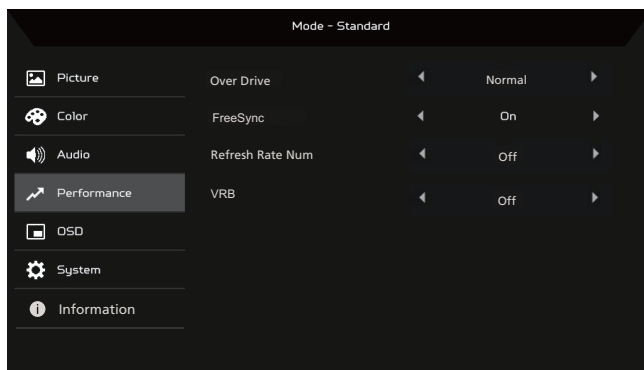 Mode - Standard
Picture
Over Drive Normal
Color
FreeSync On
Audio
Refresh Rate Num Off
Performance
VRB Off
OSD
System
Information